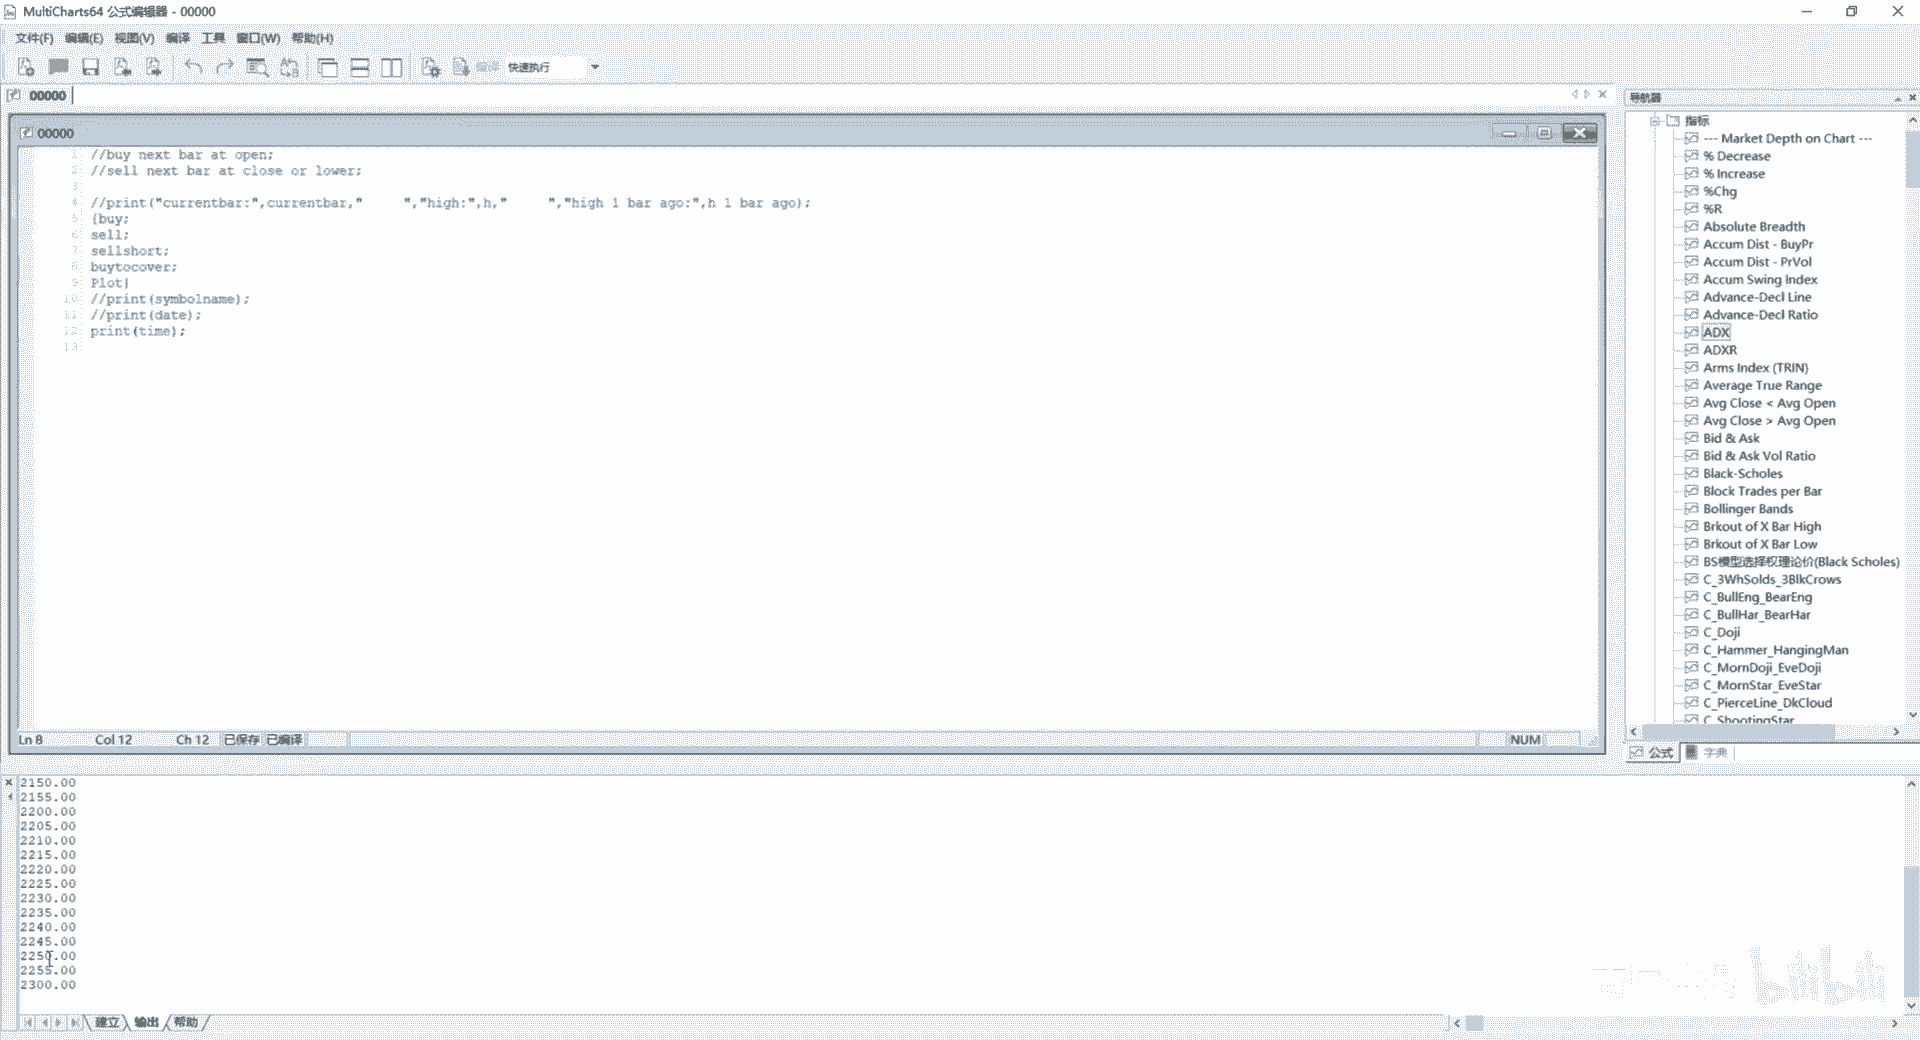 MultiCharts64 公式编辑器 - 00000
文件(F) 编辑(E) 视图(V) 编译 工具 窗口(W) 帮助(H)
编译 快速执行
00000
00000
1 //buy next bar at open;
2 //sell next bar at close or lower;
3
4 //print("currentbar:",currentbar,"     ","high:",h,"     ","high 1 bar ago:",h 1 bar ago);
5 {buy;
6 sell;
7 sellshort;
8 buytocover;
9 Plot}
10 //print(symbolname);
11 //print(date);
12 print(time);
13
Ln 8 Col 12 Ch 12 已保存 已编译 NUM
导航器
指标
--- Market Depth on Chart ---
% Decrease
% Increase
%Chg
%R
Absolute Breadth
Accum Dist - BuyPr
Accum Dist - PrVol
Accum Swing Index
Advance-Decl Line
Advance-Decl Ratio
ADX
ADXR
Arms Index (TRIN)
Average True Range
Avg Close < Avg Open
Avg Close > Avg Open
Bid & Ask
Bid & Ask Vol Ratio
Black-Scholes
Block Trades per Bar
Bollinger Bands
Brkout of X Bar High
Brkout of X Bar Low
BS模型选择权理论价(Black Scholes)
C_3WhSolds_3BlkCrows
C_BullEng_BearEng
C_BullHar_BearHar
C_Doji
C_Hammer_HangingMan
C_MornDoji_EveDoji
C_MornStar_EveStar
C_PierceLine_DkCloud
C_ShootingStar
公式 字典
2150.00
2155.00
2200.00
2205.00
2210.00
2215.00
2220.00
2225.00
2230.00
2235.00
2240.00
2245.00
2250.00
2255.00
2300.00
建立 输出 帮助
bilibili